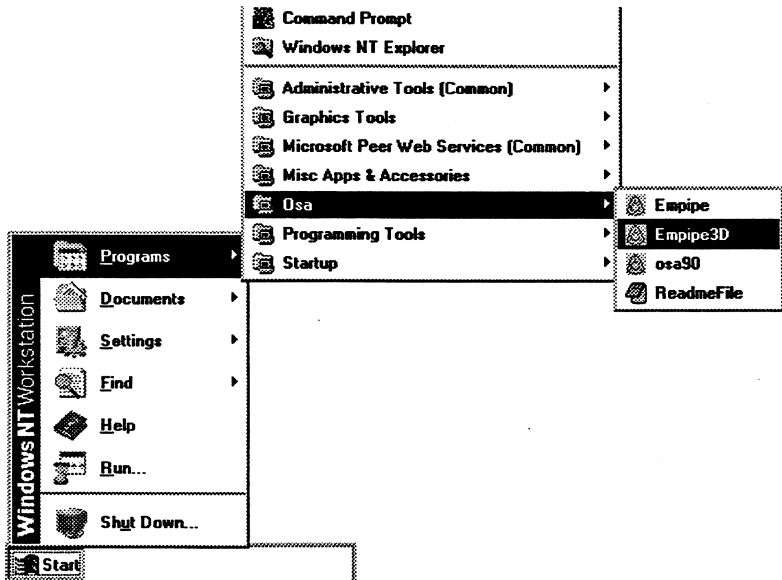 Command Prompt
Windows NT Explorer
Administrative Tools (Common)
Graphics Tools
Microsoft Peer Web Services (Common)
Misc Apps & Accessories
Osa
Programming Tools
Startup
Empipe
Empipe3D
osa90
ReadmeFile
Programs
Documents
Settings
Find
Help
Run...
Shut Down...
Windows NT Workstation
Start